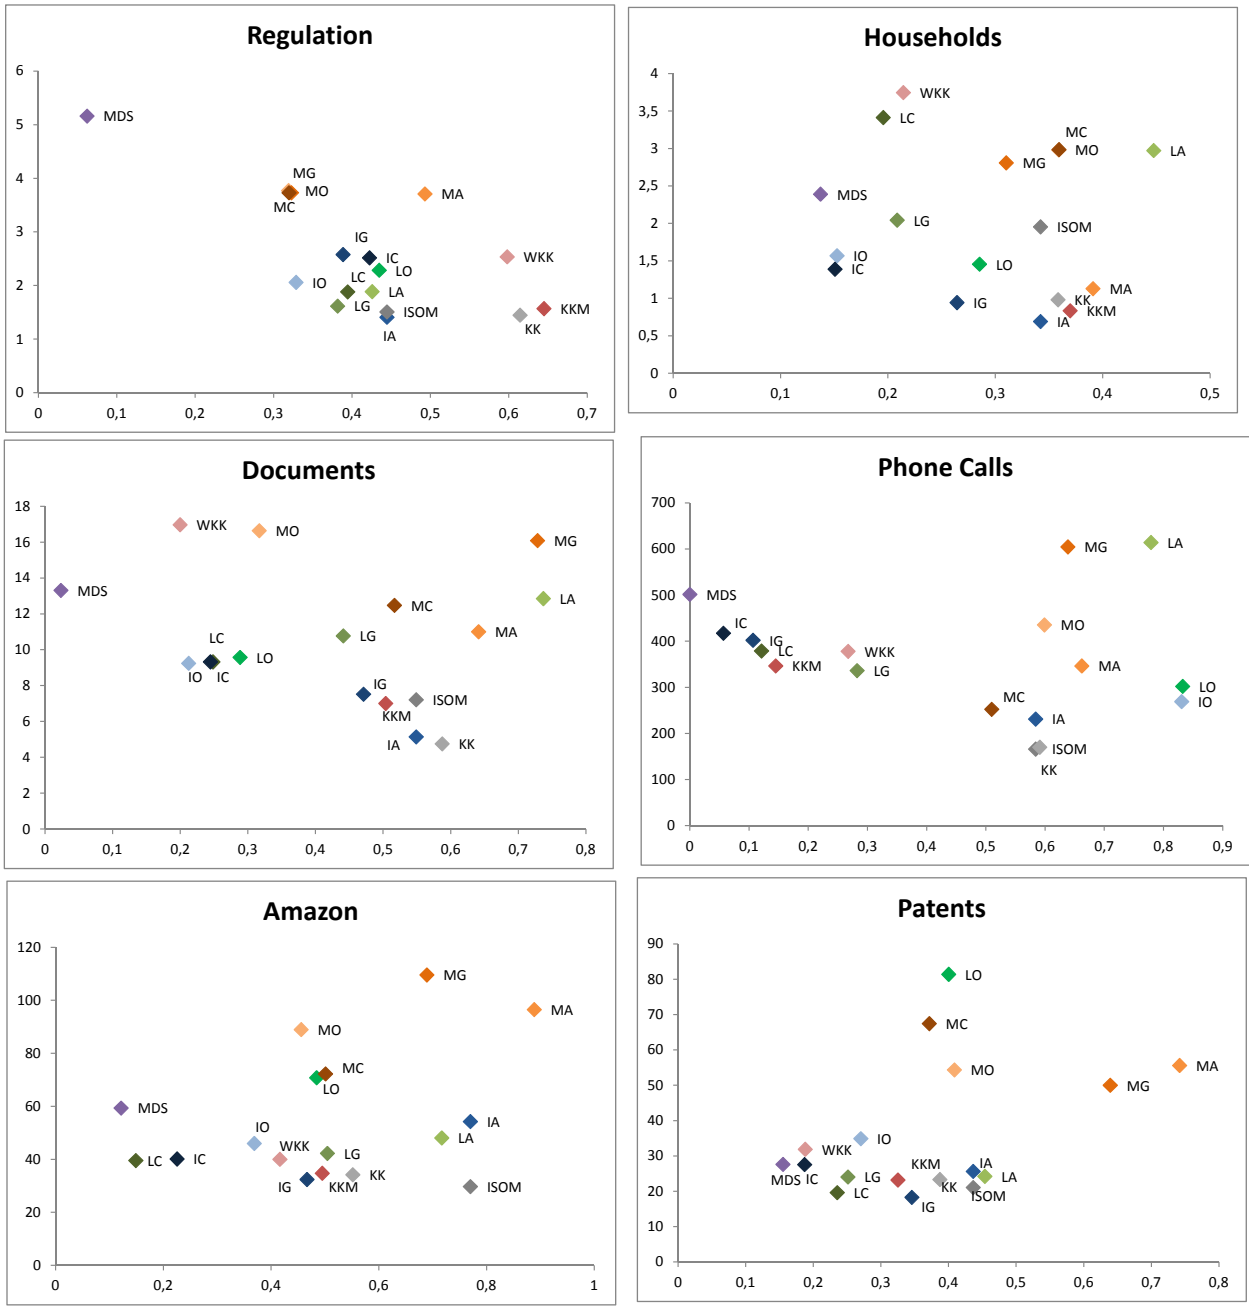 Regulation
6
5
4
3
2
1
0
0
0,1
0,2
0,3
0,4
0,5
0,6
0,7
MDS
MG
MO
MC
MA
IG
IC
LO
WKK
IO
LC
LA
LG
ISOM
IA
KKM
KK
Households
4
3,5
3
2,5
2
1,5
1
0,5
0
0
0,1
0,2
0,3
0,4
0,5
WKK
LC
MC
MO
LA
MG
MDS
LG
ISOM
IO
IC
LO
IG
KK
MA
KKM
IA
Documents
18
16
14
12
10
8
6
4
2
0
0
0,1
0,2
0,3
0,4
0,5
0,6
0,7
0,8
WKK
MO
MG
MDS
LA
MC
LG
MA
LC
LO
IO
IC
IG
ISOM
KKM
IA
KK
Phone Calls
700
600
500
400
300
200
100
0
0
0,1
0,2
0,3
0,4
0,5
0,6
0,7
0,8
0,9
MG
LA
MDS
IC
IG
LC
KKM
WKK
LG
MO
MA
LO
IO
MC
IA
ISOM
KK
Amazon
120
100
80
60
40
20
0
0
0,2
0,4
0,6
0,8
1
MG
MA
MO
MC
LO
MDS
IO
IA
LA
LC
IC
WKK
LG
IG
KKM
KK
ISOM
Patents
90
80
70
60
50
40
30
20
10
0
0
0,1
0,2
0,3
0,4
0,5
0,6
0,7
0,8
LO
MC
MO
MA
MG
WKK
IO
MDS
IC
LG
LC
KKM
IG
KK
IA
LA
ISOM